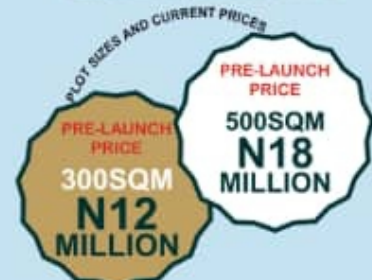 PLOT SIZES AND CURRENT PRICES
PRE-LAUNCH
PRICE
300SQM
N12
MILLION
PRE-LAUNCH
PRICE
500SQM
N18
MILLION